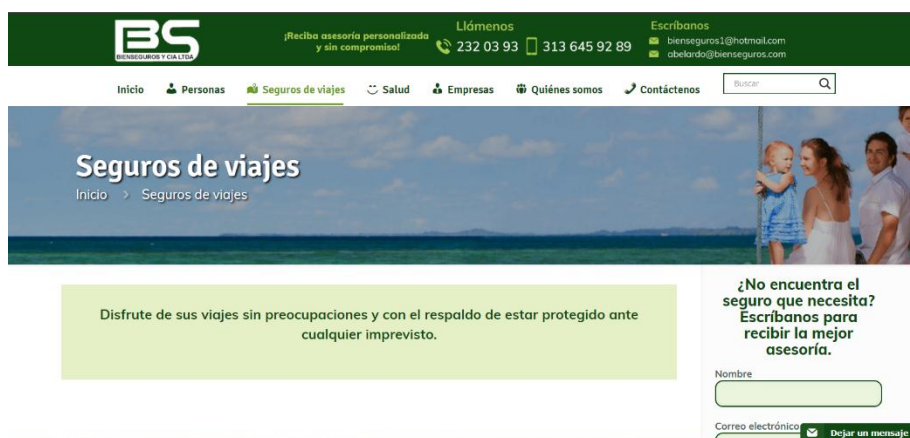 BS
BIENSEGUROS Y CIA LTDA
¡Reciba asesoría personalizada
y sin compromiso!
Llámenos
232 03 93 313 645 92 89
Escríbanos
bienseguros1@hotmail.com
abelardo@bienseguros.com
Inicio Personas Seguros de viajes Salud Empresas Quiénes somos Contáctenos Buscar
Seguros de viajes
Inicio > Seguros de viajes
Disfrute de sus viajes sin preocupaciones y con el respaldo de estar protegido ante
cualquier imprevisto.
¿No encuentra el
seguro que necesita?
Escríbanos para
recibir la mejor
asesoría.
Nombre
Correo electrónico
Dejar un mensaje